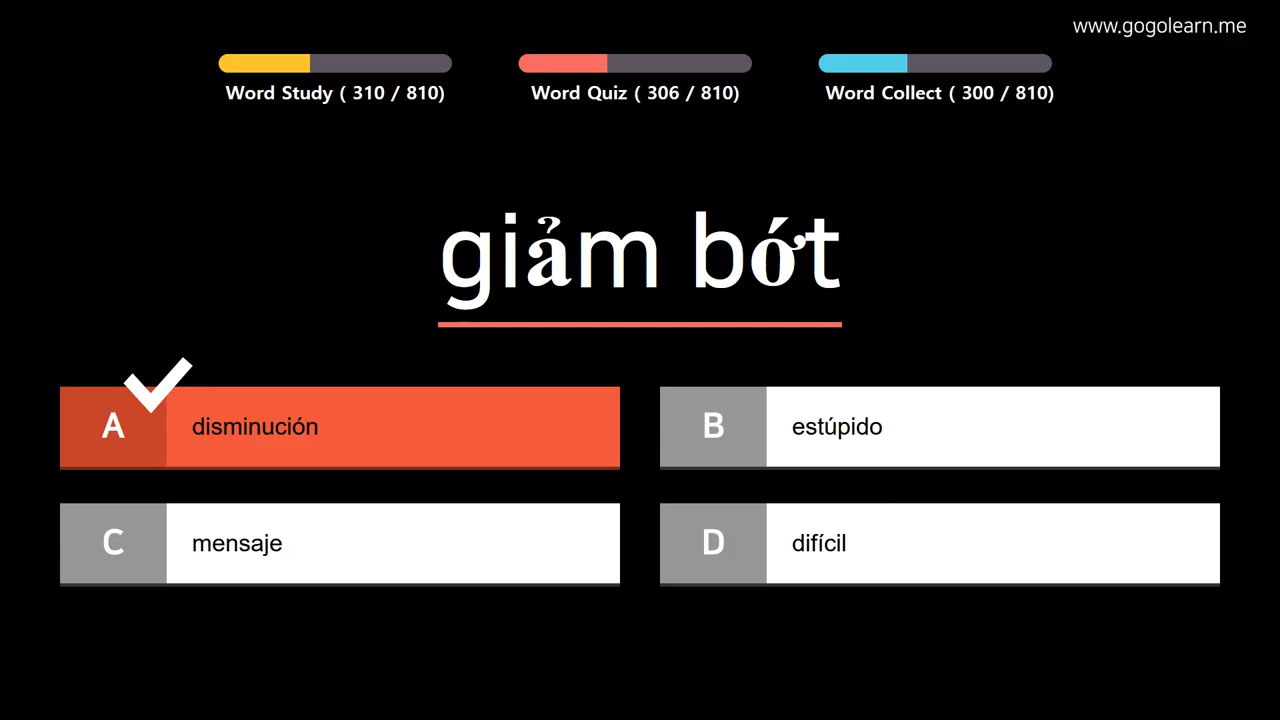 www.gogolearn.me
Word Study ( 310 / 810)
Word Quiz ( 306 / 810)
Word Collect ( 300 / 810)
giảm bớt
A disminución
B estúpido
C mensaje
D difícil